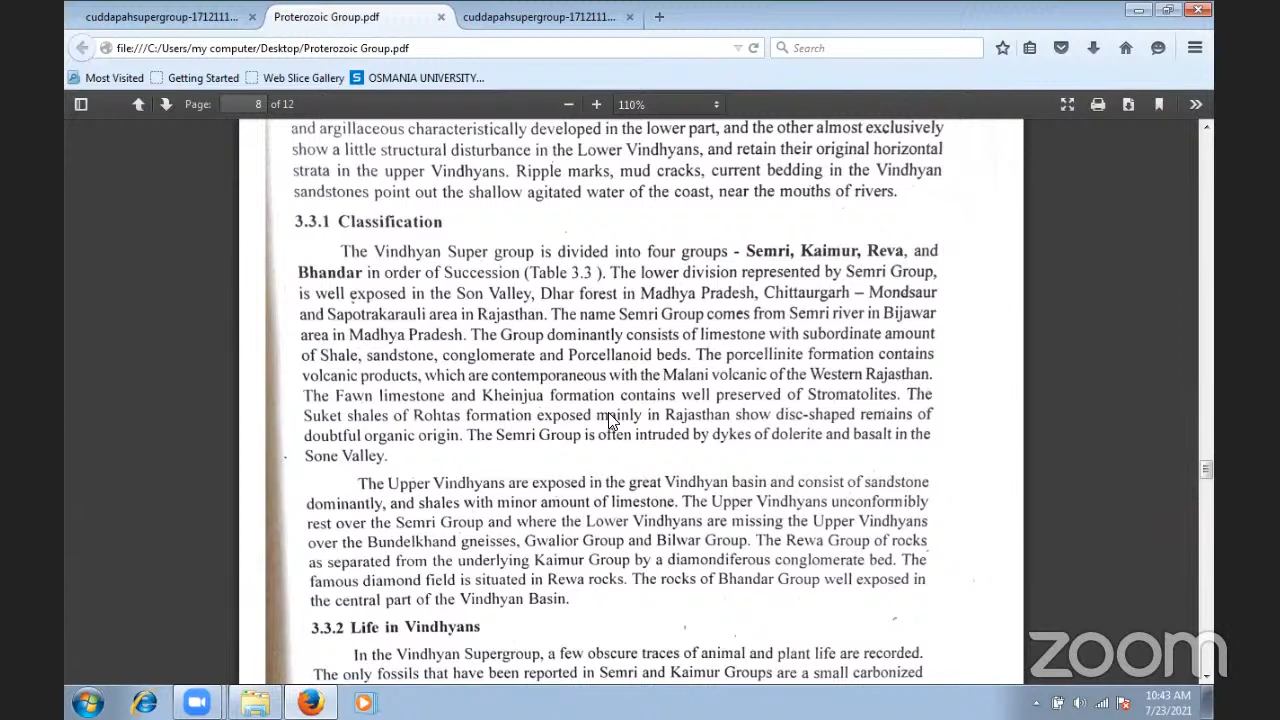 cuddapahsupergroup-1712111...
Proterozoic Group.pdf
cuddapahsupergroup-1712111...
file:///C:/Users/my computer/Desktop/Proterozoic Group.pdf
Search
Most Visited
Getting Started
Web Slice Gallery
OSMANIA UNIVERSITY...
Page: 8 of 12
110%
and argillaceous characteristically developed in the lower part, and the other almost exclusively
show a little structural disturbance in the Lower Vindhyans, and retain their original horizontal
strata in the upper Vindhyans. Ripple marks, mud cracks, current bedding in the Vindhyan
sandstones point out the shallow agitated water of the coast, near the mouths of rivers.
3.3.1 Classification
The Vindhyan Super group is divided into four groups - Semri, Kaimur, Reva, and
Bhandar in order of Succession (Table 3.3 ). The lower division represented by Semri Group,
is well exposed in the Son Valley, Dhar forest in Madhya Pradesh, Chittaurgarh – Mondsaur
and Sapotrakarauli area in Rajasthan. The name Semri Group comes from Semri river in Bijawar
area in Madhya Pradesh. The Group dominantly consists of limestone with subordinate amount
of Shale, sandstone, conglomerate and Porcellanoid beds. The porcellinite formation contains
volcanic products, which are contemporaneous with the Malani volcanic of the Western Rajasthan.
The Fawn limestone and Kheinjua formation contains well preserved of Stromatolites. The
Suket shales of Rohtas formation exposed mainly in Rajasthan show disc-shaped remains of
doubtful organic origin. The Semri Group is often intruded by dykes of dolerite and basalt in the
Sone Valley.
The Upper Vindhyans are exposed in the great Vindhyan basin and consist of sandstone
dominantly, and shales with minor amount of limestone. The Upper Vindhyans unconformibly
rest over the Semri Group and where the Lower Vindhyans are missing the Upper Vindhyans
over the Bundelkhand gneisses, Gwalior Group and Bilwar Group. The Rewa Group of rocks
as separated from the underlying Kaimur Group by a diamondiferous conglomerate bed. The
famous diamond field is situated in Rewa rocks. The rocks of Bhandar Group well exposed in
the central part of the Vindhyan Basin.
3.3.2 Life in Vindhyans
In the Vindhyan Supergroup, a few obscure traces of animal and plant life are recorded.
The only fossils that have been reported in Semri and Kaimur Groups are a small carbonized
zoom
10:43 AM
7/23/2021